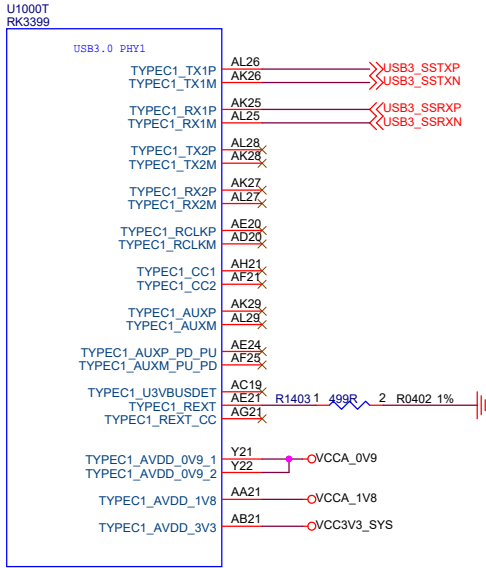 U1000T
RK3399
USB3.0 PHY1
TYPEC1_TX1P AL26 USB3_SSTXP
TYPEC1_TX1M AK26 USB3_SSTXN
TYPEC1_RX1P AK25 USB3_SSRXP
TYPEC1_RX1M AL25 USB3_SSRXN
TYPEC1_TX2P AL28
TYPEC1_TX2M AK28
TYPEC1_RX2P AK27
TYPEC1_RX2M AL27
TYPEC1_RCLKP AE20
TYPEC1_RCLKM AD20
TYPEC1_CC1 AH21
TYPEC1_CC2 AF21
TYPEC1_AUXP AK29
TYPEC1_AUXM AL29
TYPEC1_AUXP_PD_PU AE24
TYPEC1_AUXM_PU_PD AF25
TYPEC1_U3VBUSDET AC19
TYPEC1_REXT AE21 R1403 1 499R 2 R0402 1%
TYPEC1_REXT_CC AG21
TYPEC1_AVDD_0V9_1 Y21 VCCA_0V9
TYPEC1_AVDD_0V9_2 Y22
TYPEC1_AVDD_1V8 AA21 VCCA_1V8
TYPEC1_AVDD_3V3 AB21 VCC3V3_SYS